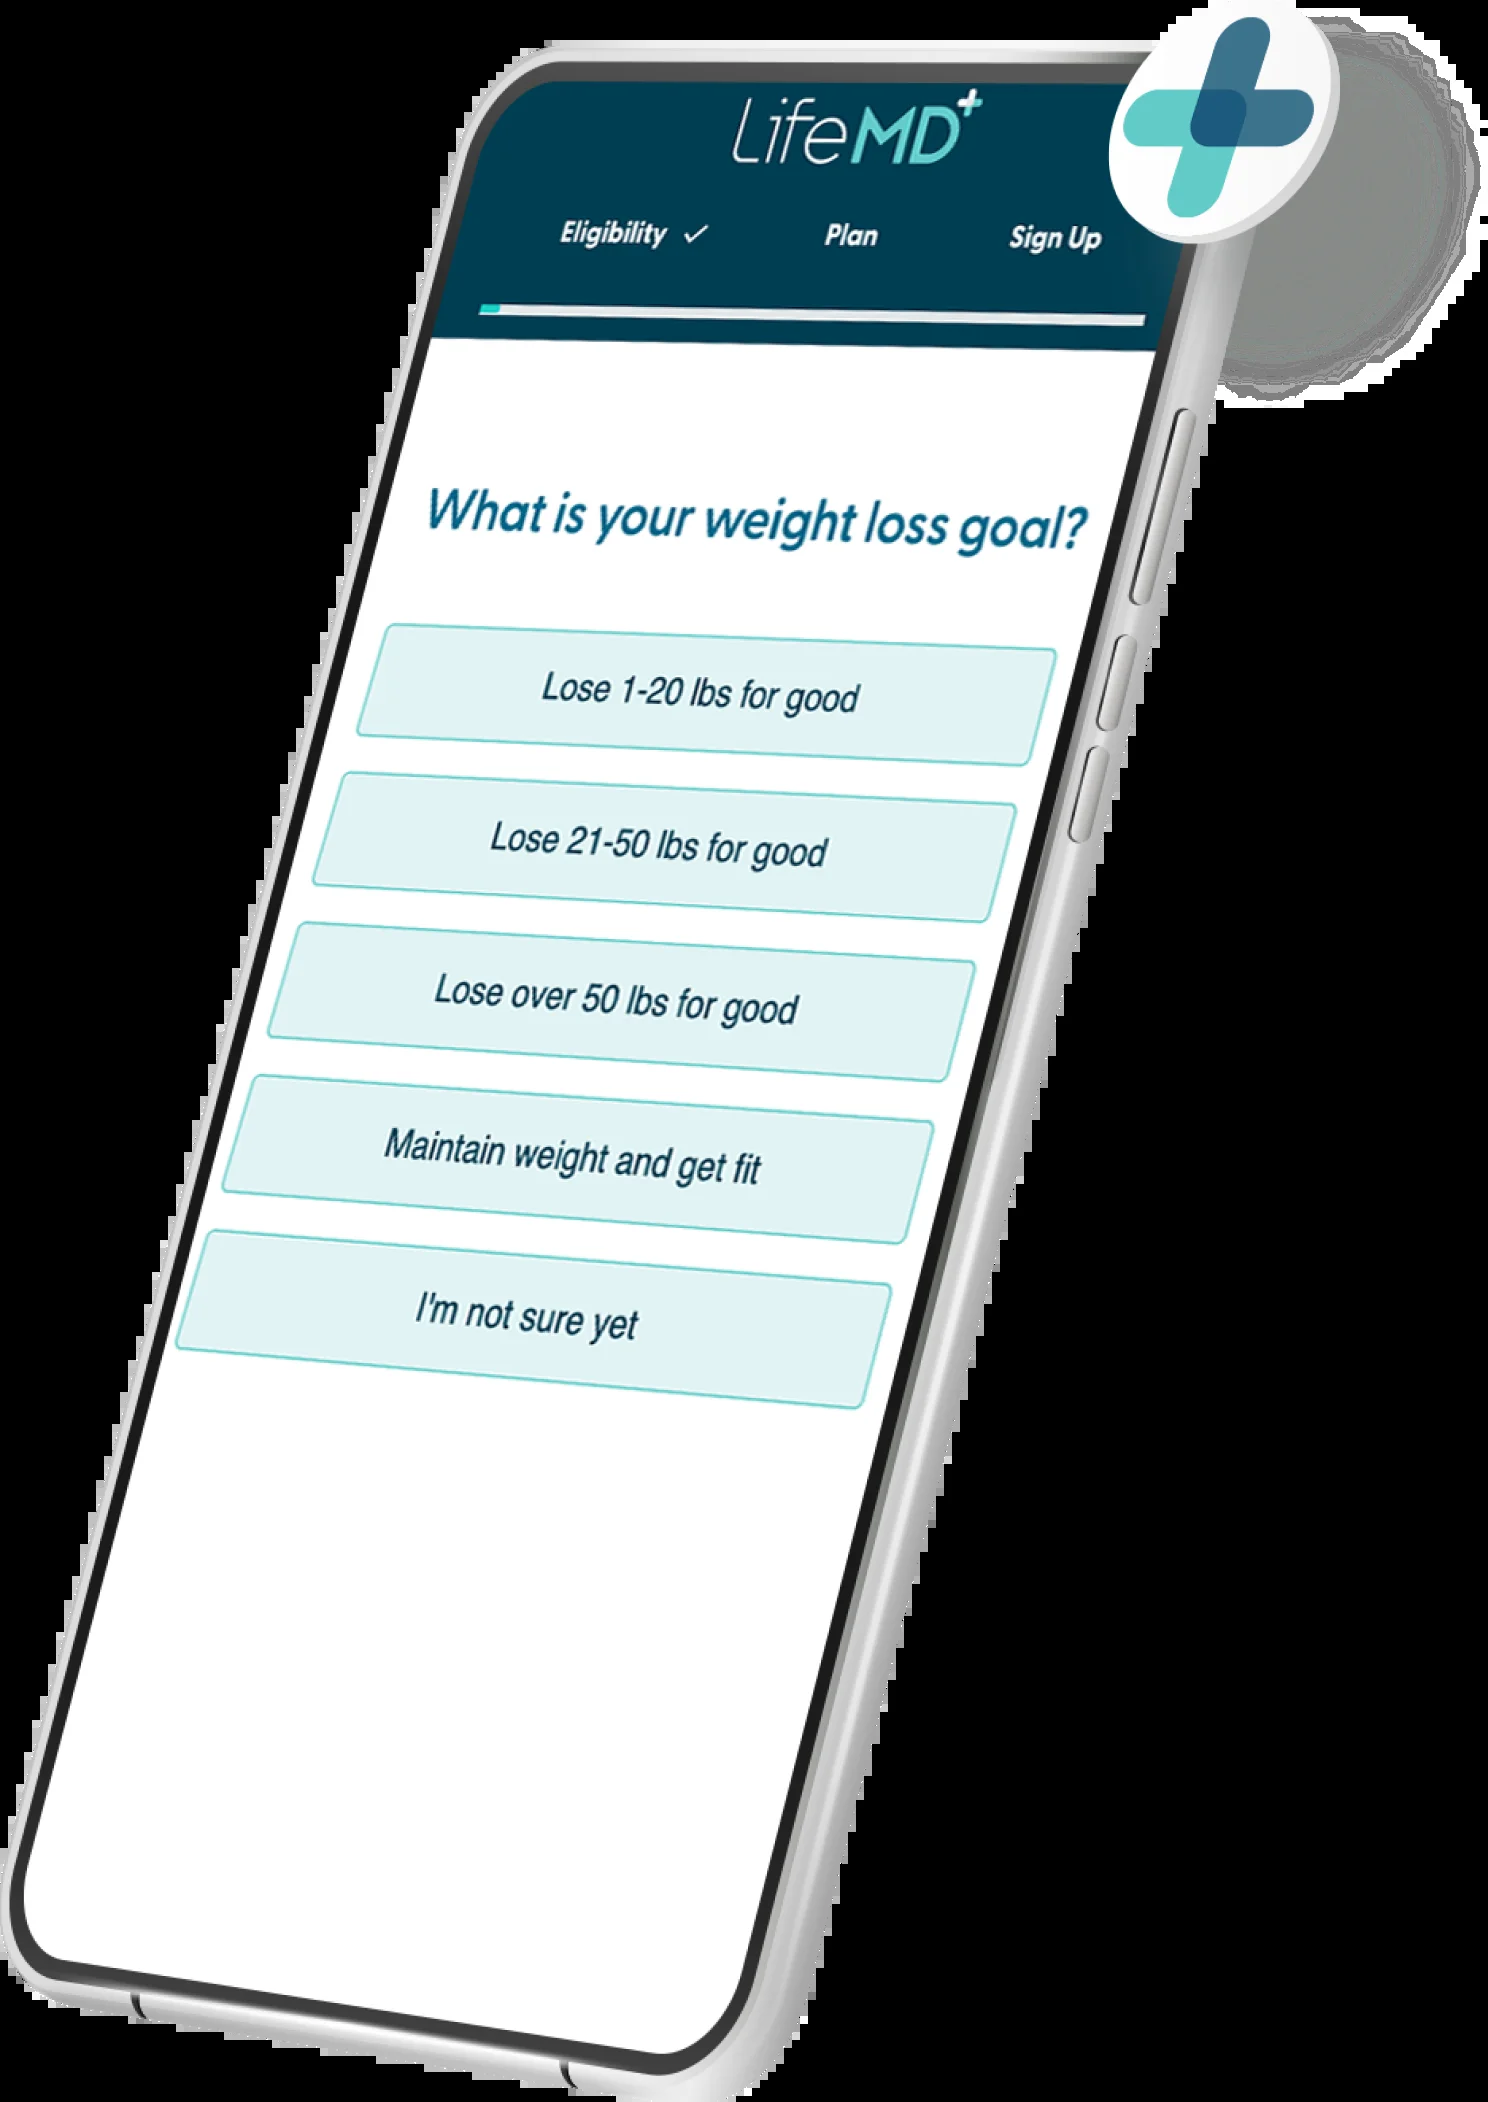 LifeMD
Eligibility ✓ Plan Sign Up
What is your weight loss goal?
Lose 1-20 lbs for good
Lose 21-50 lbs for good
Lose over 50 lbs for good
Maintain weight and get fit
I'm not sure yet